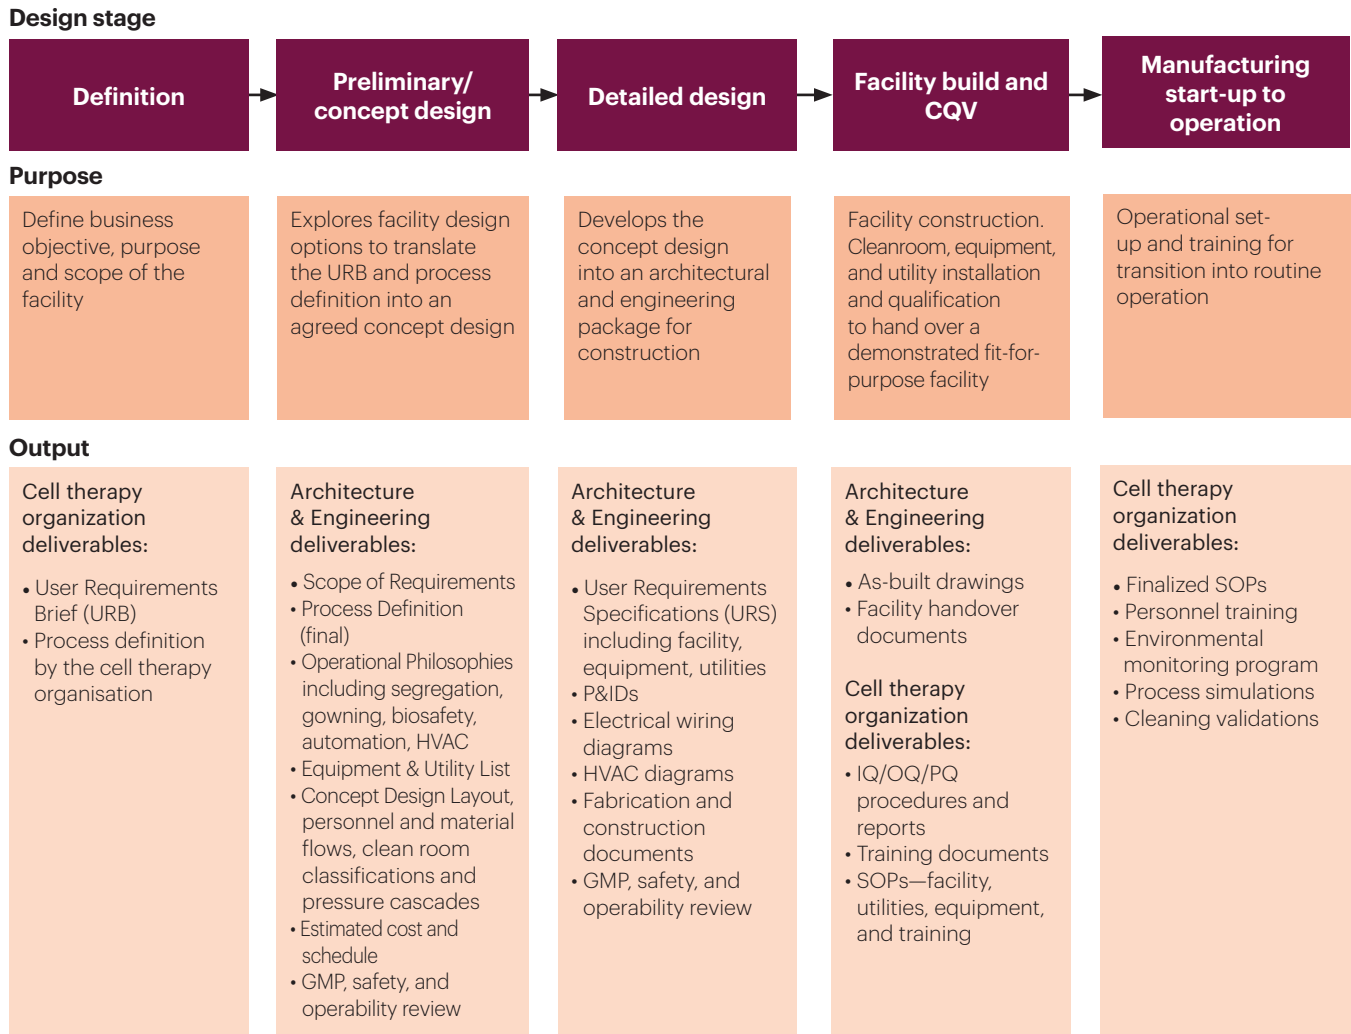 Design stage
Definition
Preliminary/
concept design
Detailed design
Facility build and
CQV
Manufacturing
start-up to
operation
Purpose
Define business
objective, purpose
and scope of the
facility
Explores facility design
options to translate
the URB and process
definition into an
agreed concept design
Develops the
concept design
into an architectural
and engineering
package for
construction
Facility construction.
Cleanroom, equipment,
and utility installation
and qualification
to hand over a
demonstrated fit-for-
purpose facility
Operational set-
up and training for
transition into routine
operation
Output
Cell therapy
organization
deliverables:
• User Requirements
Brief (URB)
• Process definition
by the cell therapy
organisation
Architecture
& Engineering
deliverables:
• Scope of Requirements
• Process Definition
(final)
• Operational Philosophies
including segregation,
gowning, biosafety,
automation, HVAC
• Equipment & Utility List
• Concept Design Layout,
personnel and material
flows, clean room
classifications and
pressure cascades
• Estimated cost and
schedule
• GMP, safety, and
operability review
Architecture
& Engineering
deliverables:
• User Requirements
Specifications (URS)
including facility,
equipment, utilities
• P&IDs
• Electrical wiring
diagrams
• HVAC diagrams
• Fabrication and
construction
documents
• GMP, safety, and
operability review
Architecture
& Engineering
deliverables:
• As-built drawings
• Facility handover
documents
Cell therapy
organization
deliverables:
• IQ/OQ/PQ
procedures and
reports
• Training documents
• SOPs—facility,
utilities, equipment,
and training
Cell therapy
organization
deliverables:
• Finalized SOPs
• Personnel training
• Environmental
monitoring program
• Process simulations
• Cleaning validations